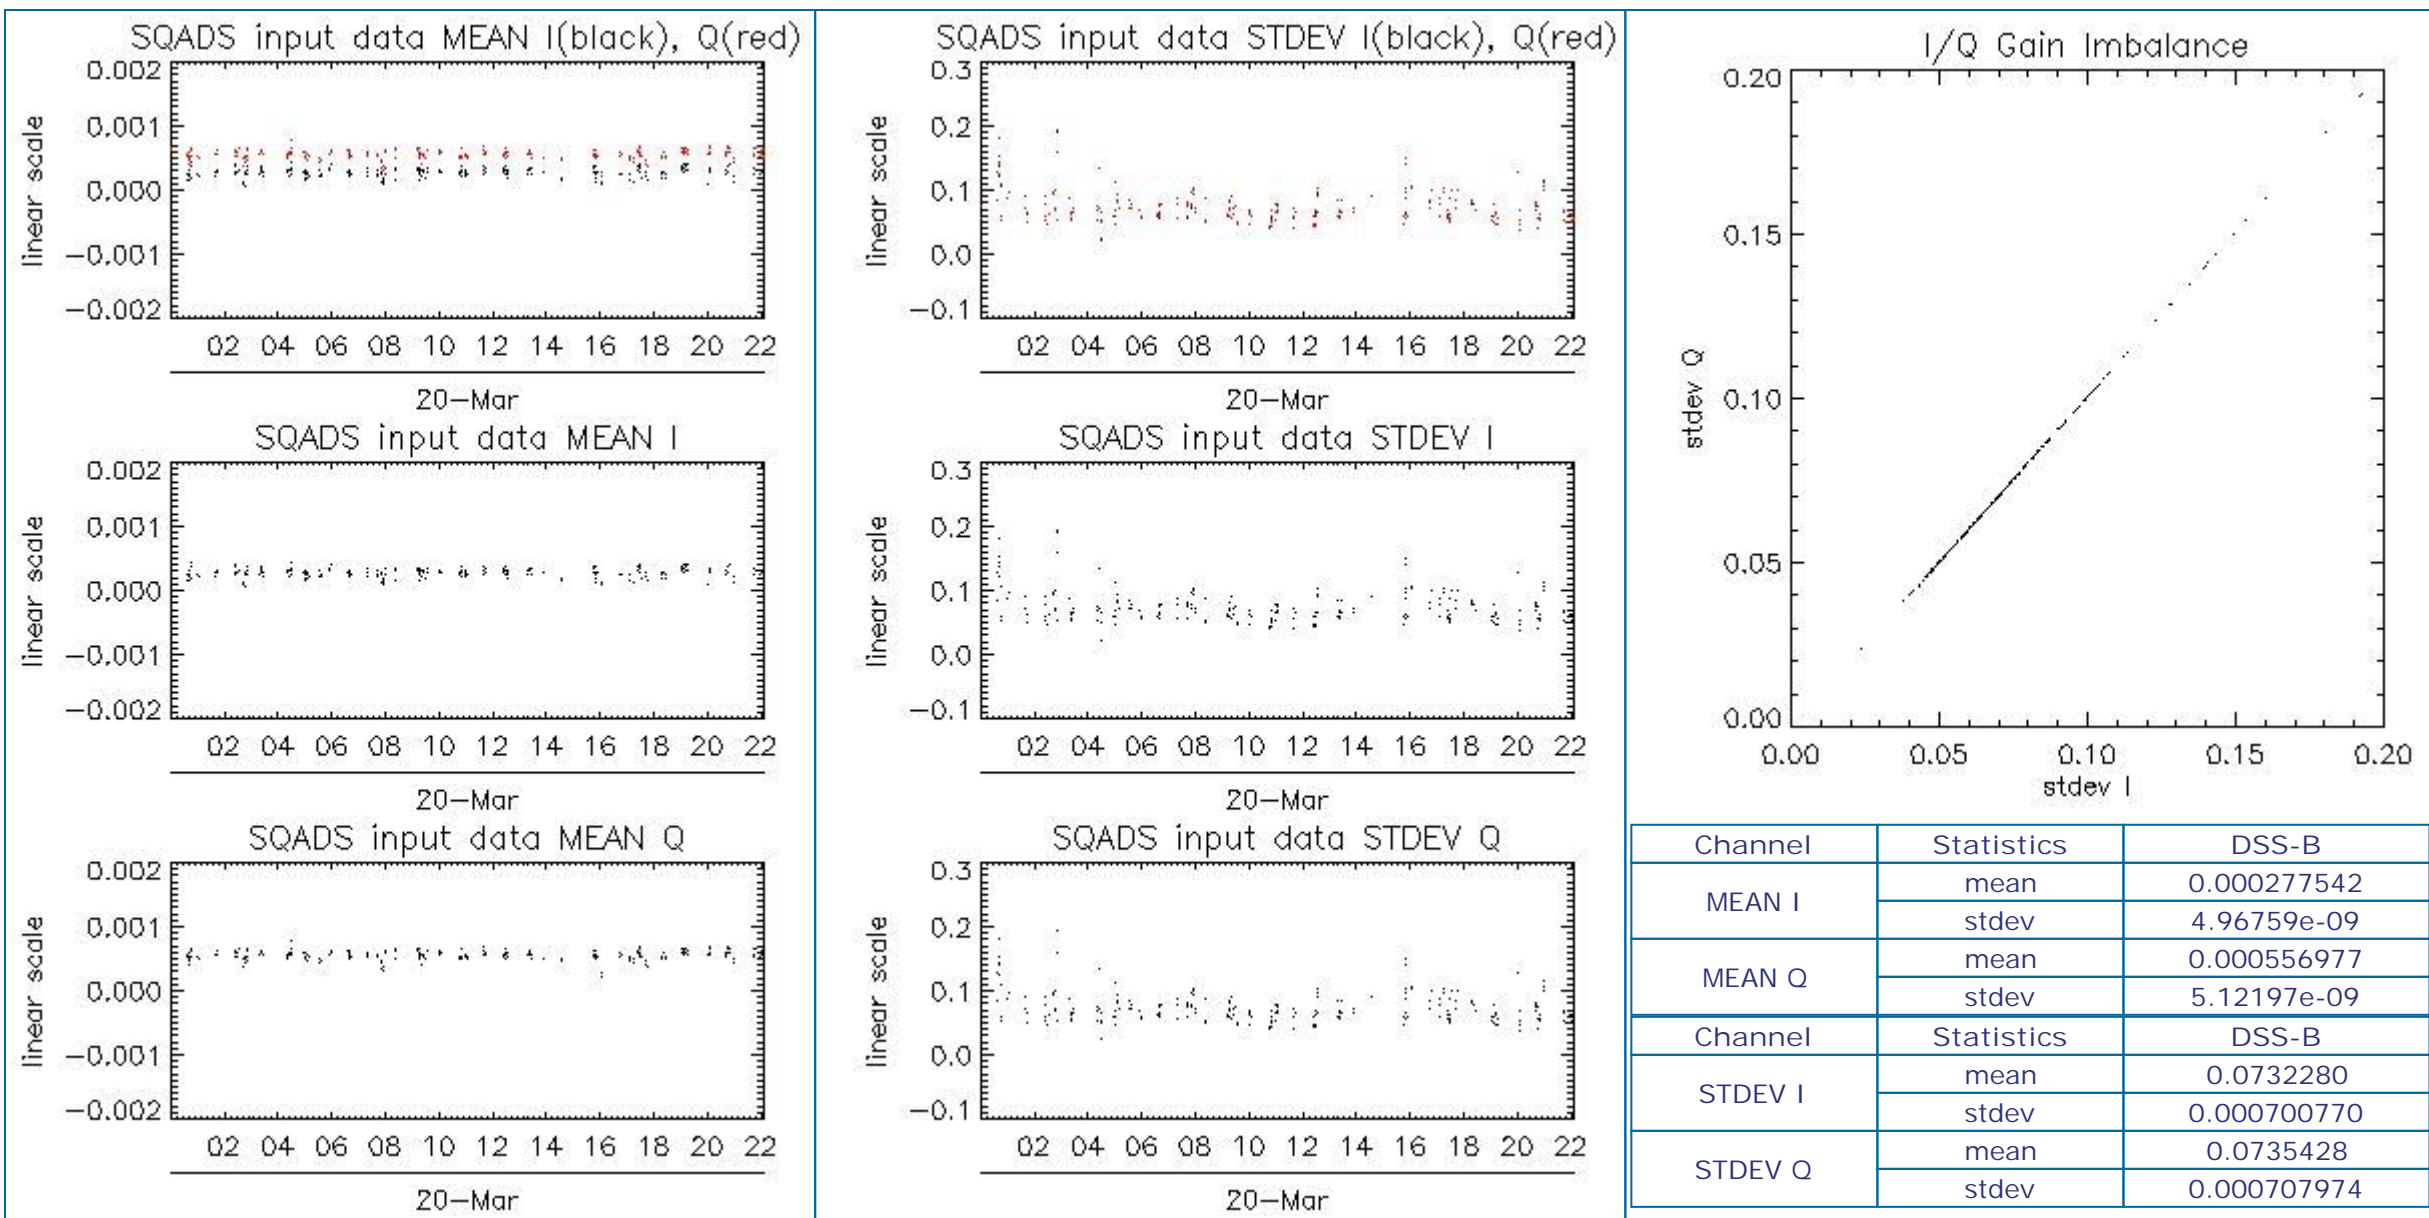 SQADS input data MEAN I(black), Q(red)
0.002
0.001
0.000
-0.001
-0.002
linear scale
02 04 06 08 10 12 14 16 18 20 22
20-Mar
SQADS input data MEAN I
0.002
0.001
0.000
-0.001
-0.002
linear scale
02 04 06 08 10 12 14 16 18 20 22
20-Mar
SQADS input data MEAN Q
0.002
0.001
0.000
-0.001
-0.002
linear scale
02 04 06 08 10 12 14 16 18 20 22
20-Mar
SQADS input data STDEV I(black), Q(red)
0.3
0.2
0.1
0.0
-0.1
linear scale
02 04 06 08 10 12 14 16 18 20 22
20-Mar
SQADS input data STDEV I
0.3
0.2
0.1
0.0
-0.1
linear scale
02 04 06 08 10 12 14 16 18 20 22
20-Mar
SQADS input data STDEV Q
0.3
0.2
0.1
0.0
-0.1
linear scale
02 04 06 08 10 12 14 16 18 20 22
20-Mar
I/Q Gain Imbalance
0.20
0.15
0.10
0.05
0.00
stdev Q
0.00 0.05 0.10 0.15 0.20
stdev I
Channel Statistics DSS-B
MEAN I mean 0.000277542
stdev 4.96759e-09
MEAN Q mean 0.000556977
stdev 5.12197e-09
Channel Statistics DSS-B
STDEV I mean 0.0732280
stdev 0.000700770
STDEV Q mean 0.0735428
stdev 0.000707974